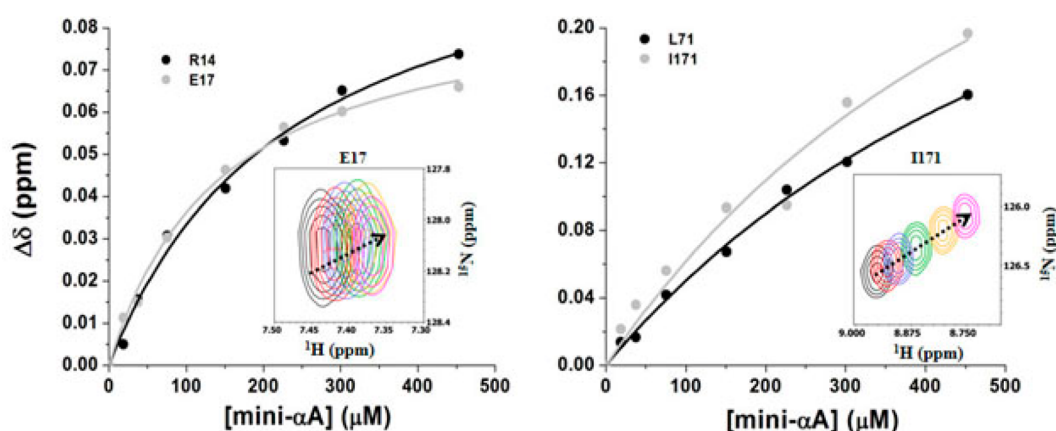 0.08
0.07
0.06
0.05
0.04
0.03
0.02
0.01
0.00
Δδ (ppm)
R14
E17
E17
127.8
128.0
128.2
128.4
¹⁵N (ppm)
7.50 7.45 7.40 7.35 7.30
¹H (ppm)
0 100 200 300 400 500
[mini-αA] (μM)
0.20
0.16
0.12
0.08
0.04
0.00
L71
I171
I171
126.0
126.5
¹⁵N (ppm)
9.000 8.875 8.750
¹H (ppm)
0 100 200 300 400 500
[mini-αA] (μM)